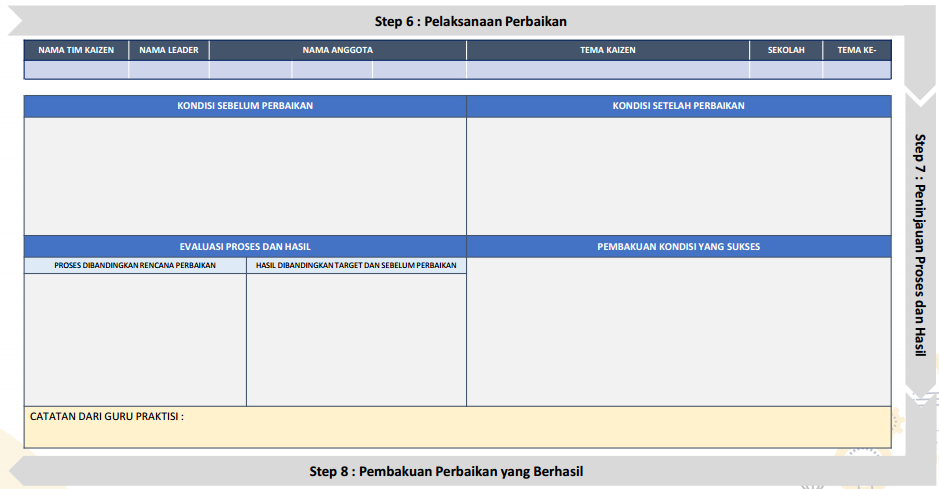 Step 6 : Pelaksanaan Perbaikan
NAMA TIM KAIZEN NAMA LEADER NAMA ANGGOTA TEMA KAIZEN SEKOLAH TEMA KE-
KONDISI SEBELUM PERBAIKAN KONDISI SETELAH PERBAIKAN
Step 7 : Peninjauan Proses dan Hasil
EVALUASI PROSES DAN HASIL PEMBAKUAN KONDISI YANG SUKSES
PROSES DIBANDINGKAN RENCANA PERBAIKAN HASIL DIBANDINGKAN TARGET DAN SEBELUM PERBAIKAN
CATATAN DARI GURU PRAKTISI :
Step 8 : Pembakuan Perbaikan yang Berhasil